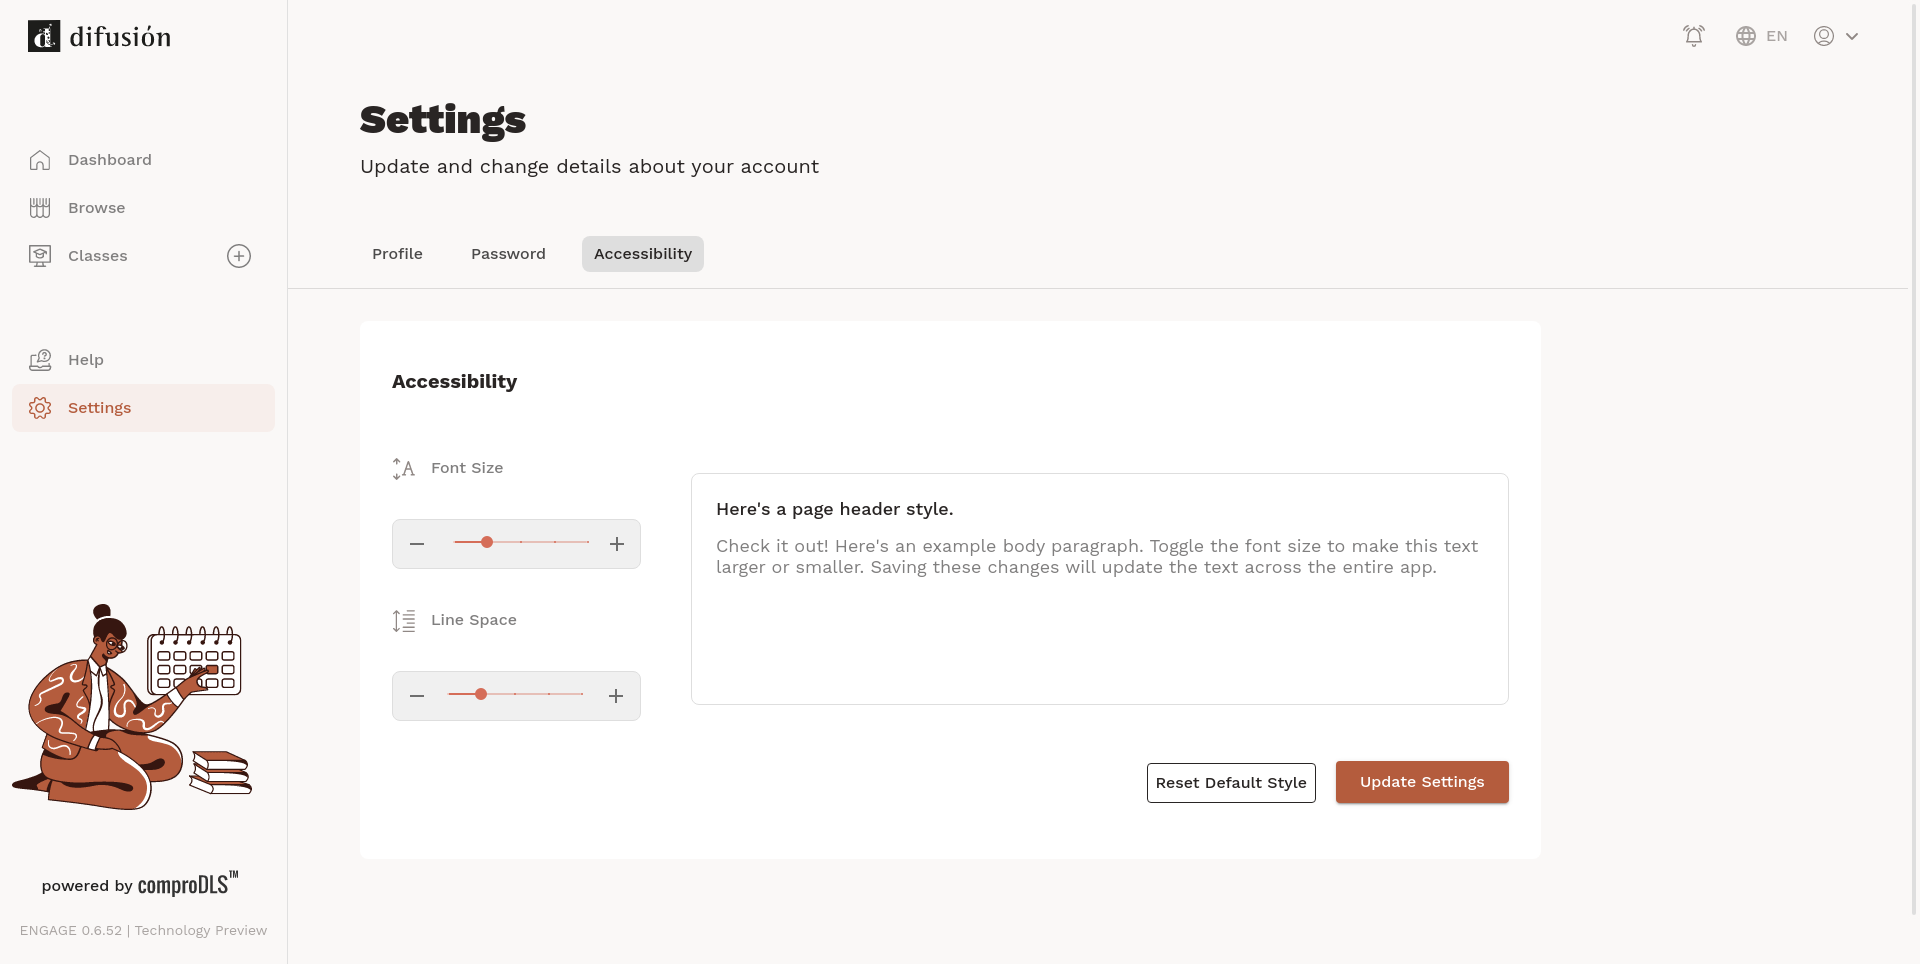 difusión
EN
Dashboard
Browse
Classes
Help
Settings
powered by comproDLS™
ENGAGE 0.6.52 | Technology Preview
Settings
Update and change details about your account
Profile
Password
Accessibility
Accessibility
Font Size
Line Space
Here's a page header style.
Check it out! Here's an example body paragraph. Toggle the font size to make this text
larger or smaller. Saving these changes will update the text across the entire app.
Reset Default Style
Update Settings